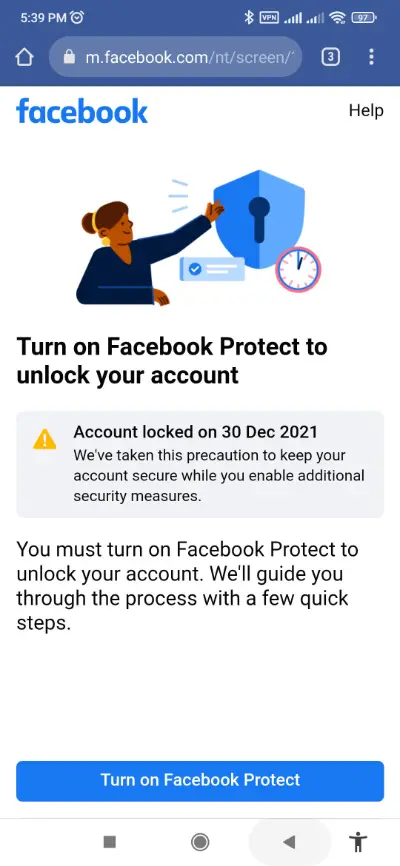 5:39 PM
VPN
97
m.facebook.com/nt/screen/
3
facebook
Help
Turn on Facebook Protect to
unlock your account
Account locked on 30 Dec 2021
We've taken this precaution to keep your
account secure while you enable additional
security measures.
You must turn on Facebook Protect to
unlock your account. We'll guide you
through the process with a few quick
steps.
Turn on Facebook Protect